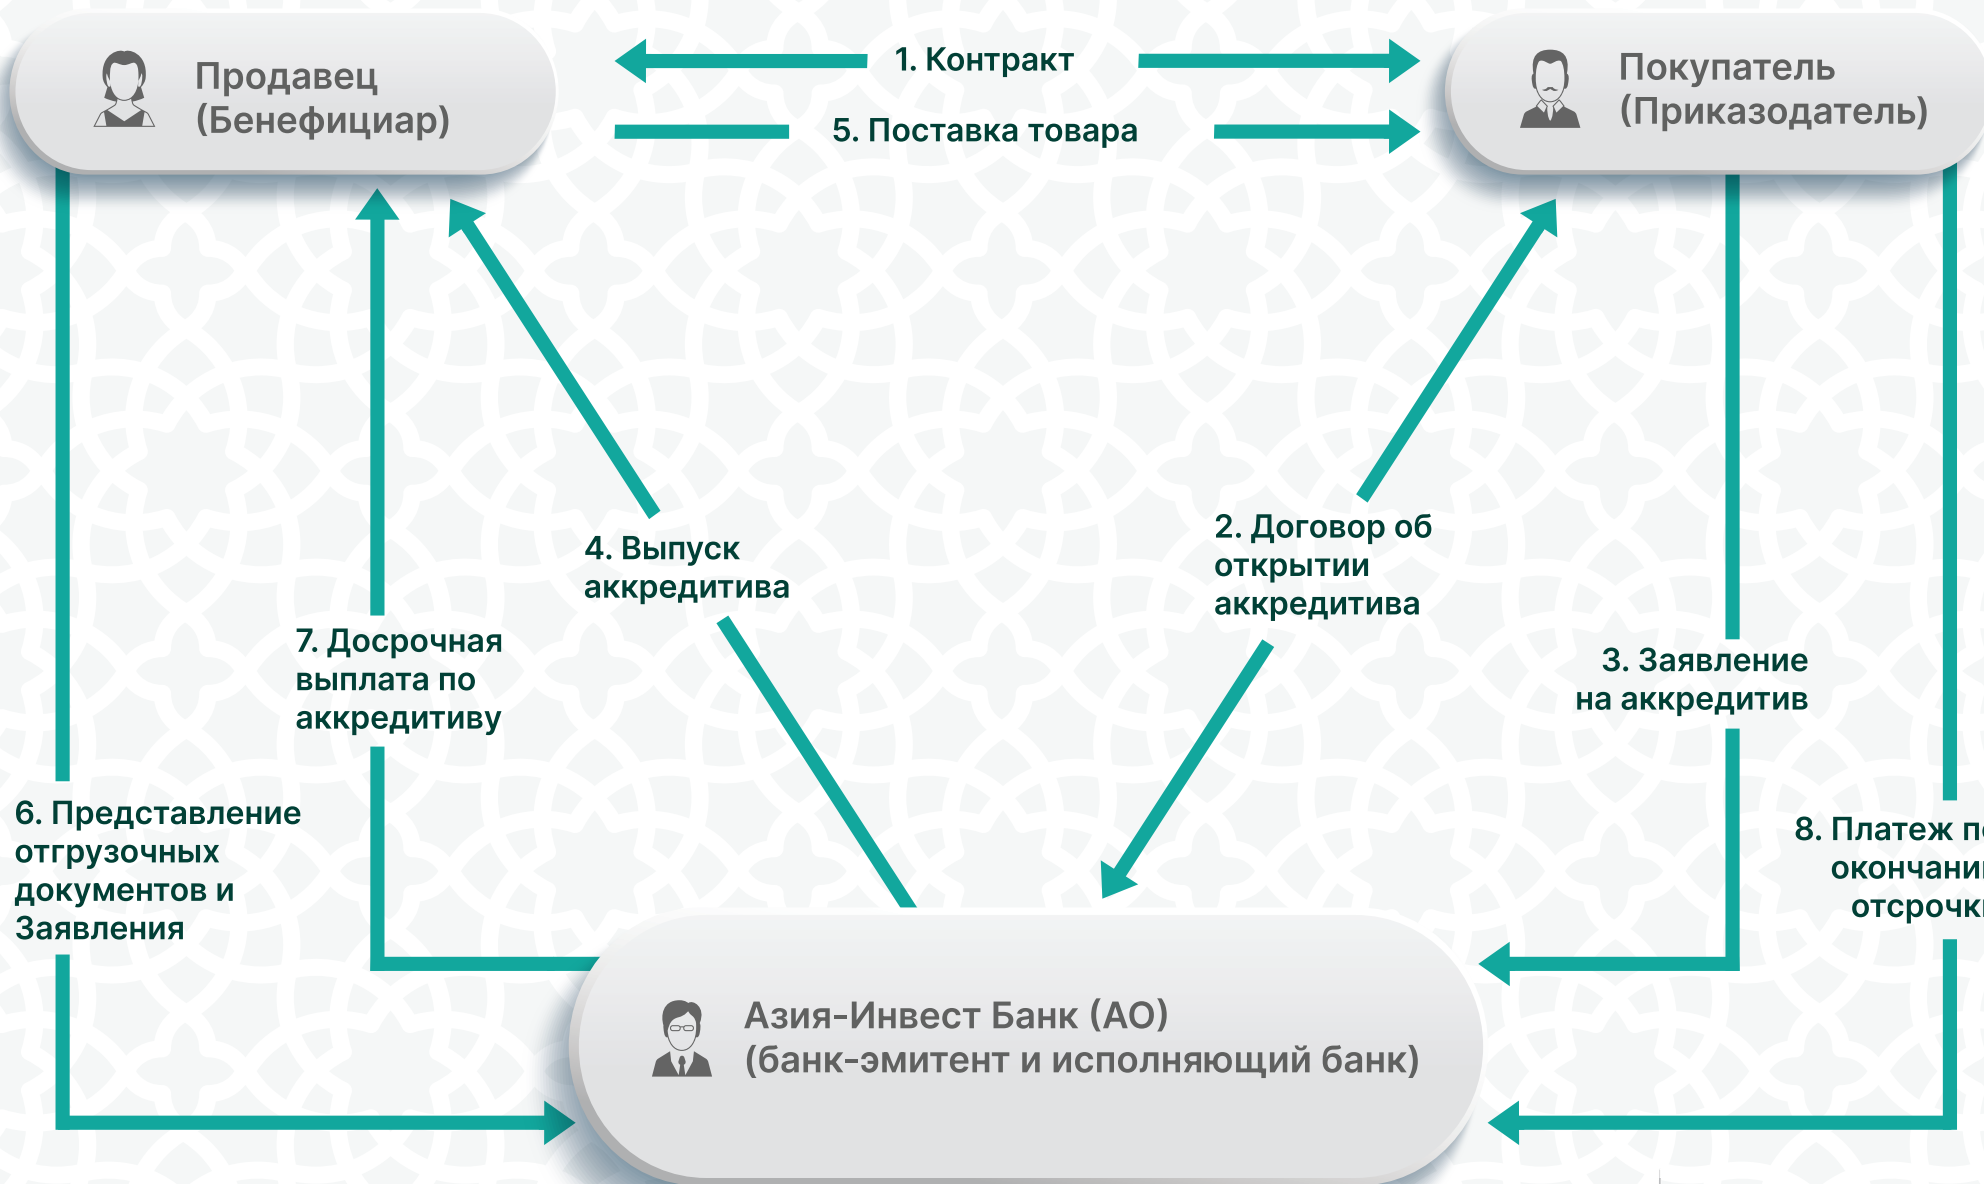 Продавец
(Бенефициар)
1. Контракт
5. Поставка товара
Покупатель
(Приказодатель)
4. Выпуск
аккредитива
2. Договор об
открытии
аккредитива
7. Досрочная
выплата по
аккредитиву
3. Заявление
на аккредитив
6. Представление
отгрузочных
документов и
Заявления
8. Платеж
Азия-Инвест Банк (АО)
(банк-эмитент и исполняющий банк)